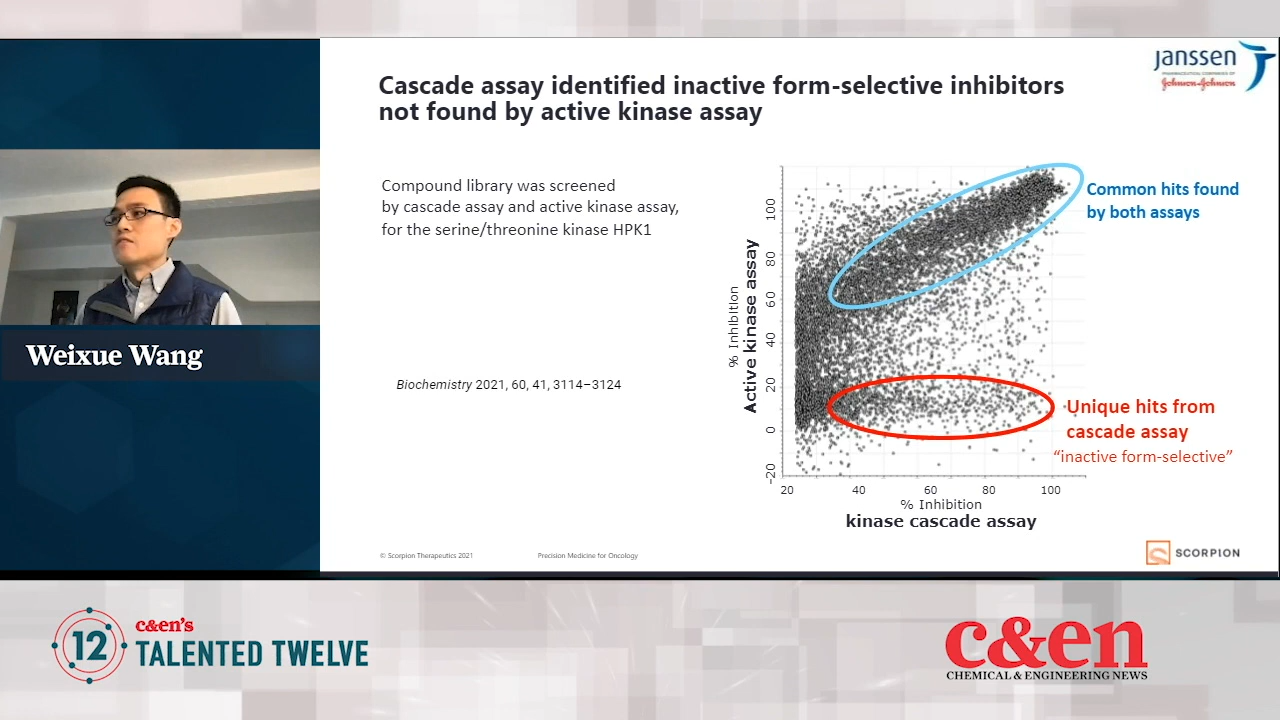 janssen
PHARMACEUTICAL COMPANIES OF
Johnson-Johnson
Cascade assay identified inactive form-selective inhibitors
not found by active kinase assay
Compound library was screened
by cascade assay and active kinase assay,
for the serine/threonine kinase HPK1
Biochemistry 2021, 60, 41, 3114–3124
Common hits found
by both assays
Unique hits from
cascade assay
“inactive form-selective”
% Inhibition
Active kinase assay
100
80
60
40
20
0
-20
20 40 60 80 100
% Inhibition
kinase cascade assay
© Scorpion Therapeutics 2021 Precision Medicine for Oncology
SCORPION
Weixue Wang
12
c&en's
TALENTED TWELVE
c&en
CHEMICAL & ENGINEERING NEWS